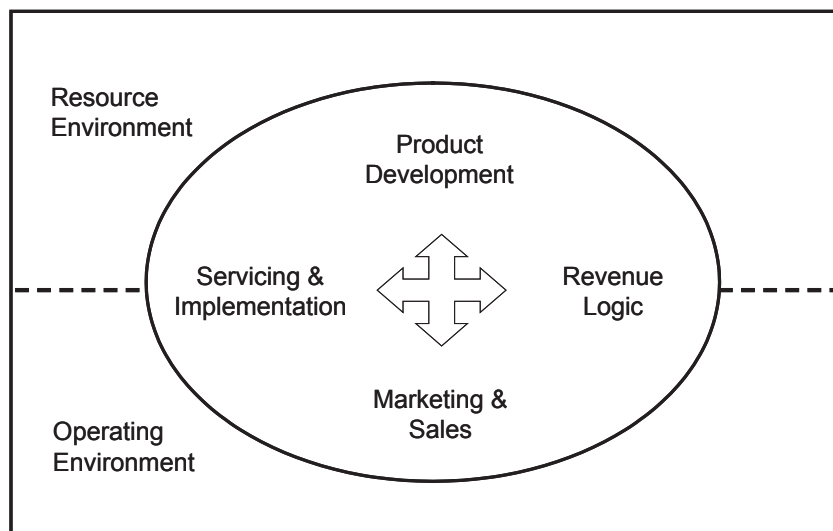 Resource
Environment
Product
Development
Servicing &
Implementation
Revenue
Logic
Marketing &
Sales
Operating
Environment